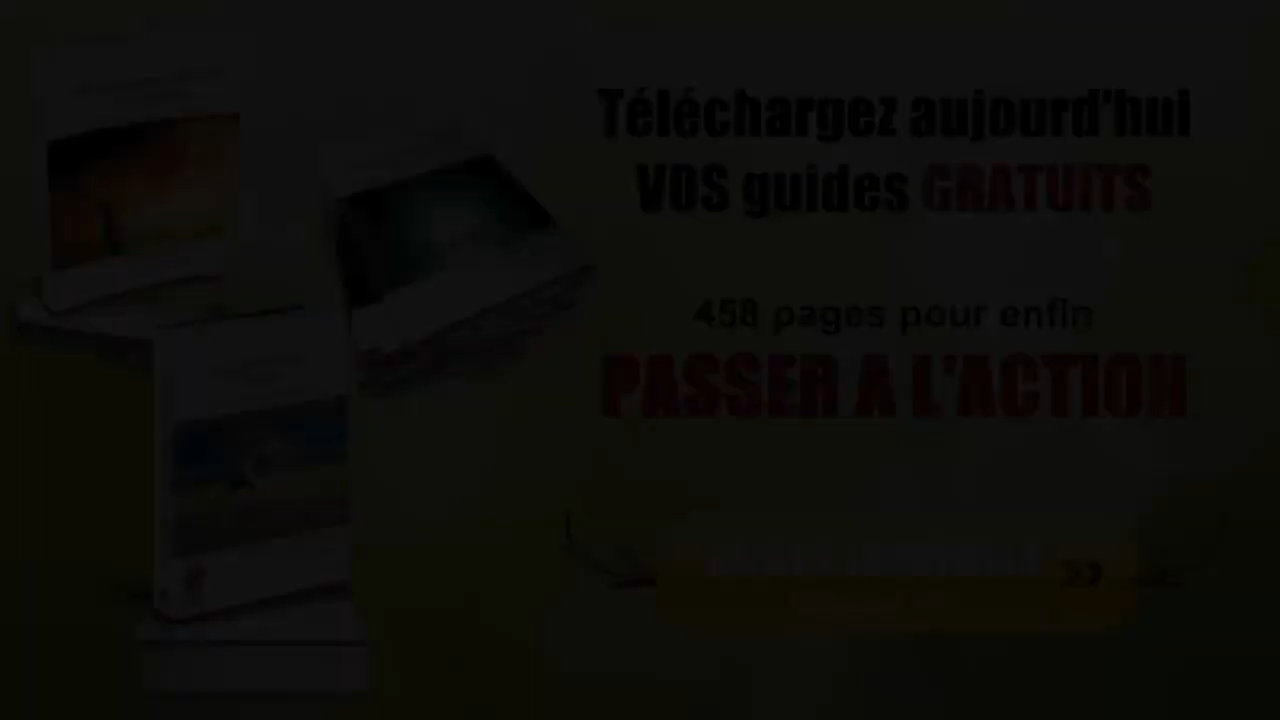 Téléchargez aujourd'hui
VOS guides GRATUITS
458 pages pour enfin
PASSER A L'ACTION
»